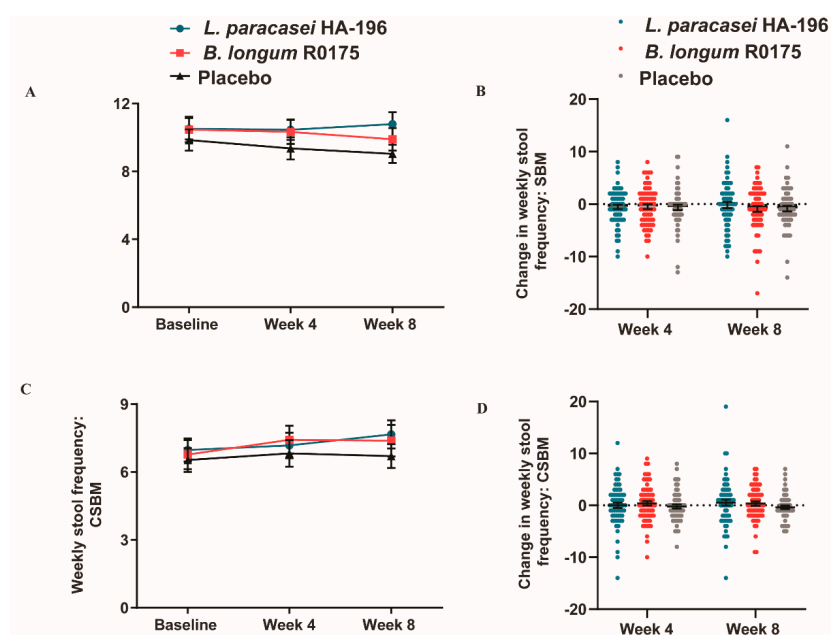 L. paracasei HA-196
B. longum R0175
Placebo
A
12
8
4
0
Baseline
Week 4
Week 8
L. paracasei HA-196
B. longum R0175
Placebo
B
Change in weekly stool
frequency: SBM
20
10
0
-10
-20
Week 4
Week 8
C
Weekly stool frequency:
CSBM
9
6
3
0
Baseline
Week 4
Week 8
D
Change in weekly stool
frequency: CSBM
20
10
0
-10
-20
Week 4
Week 8